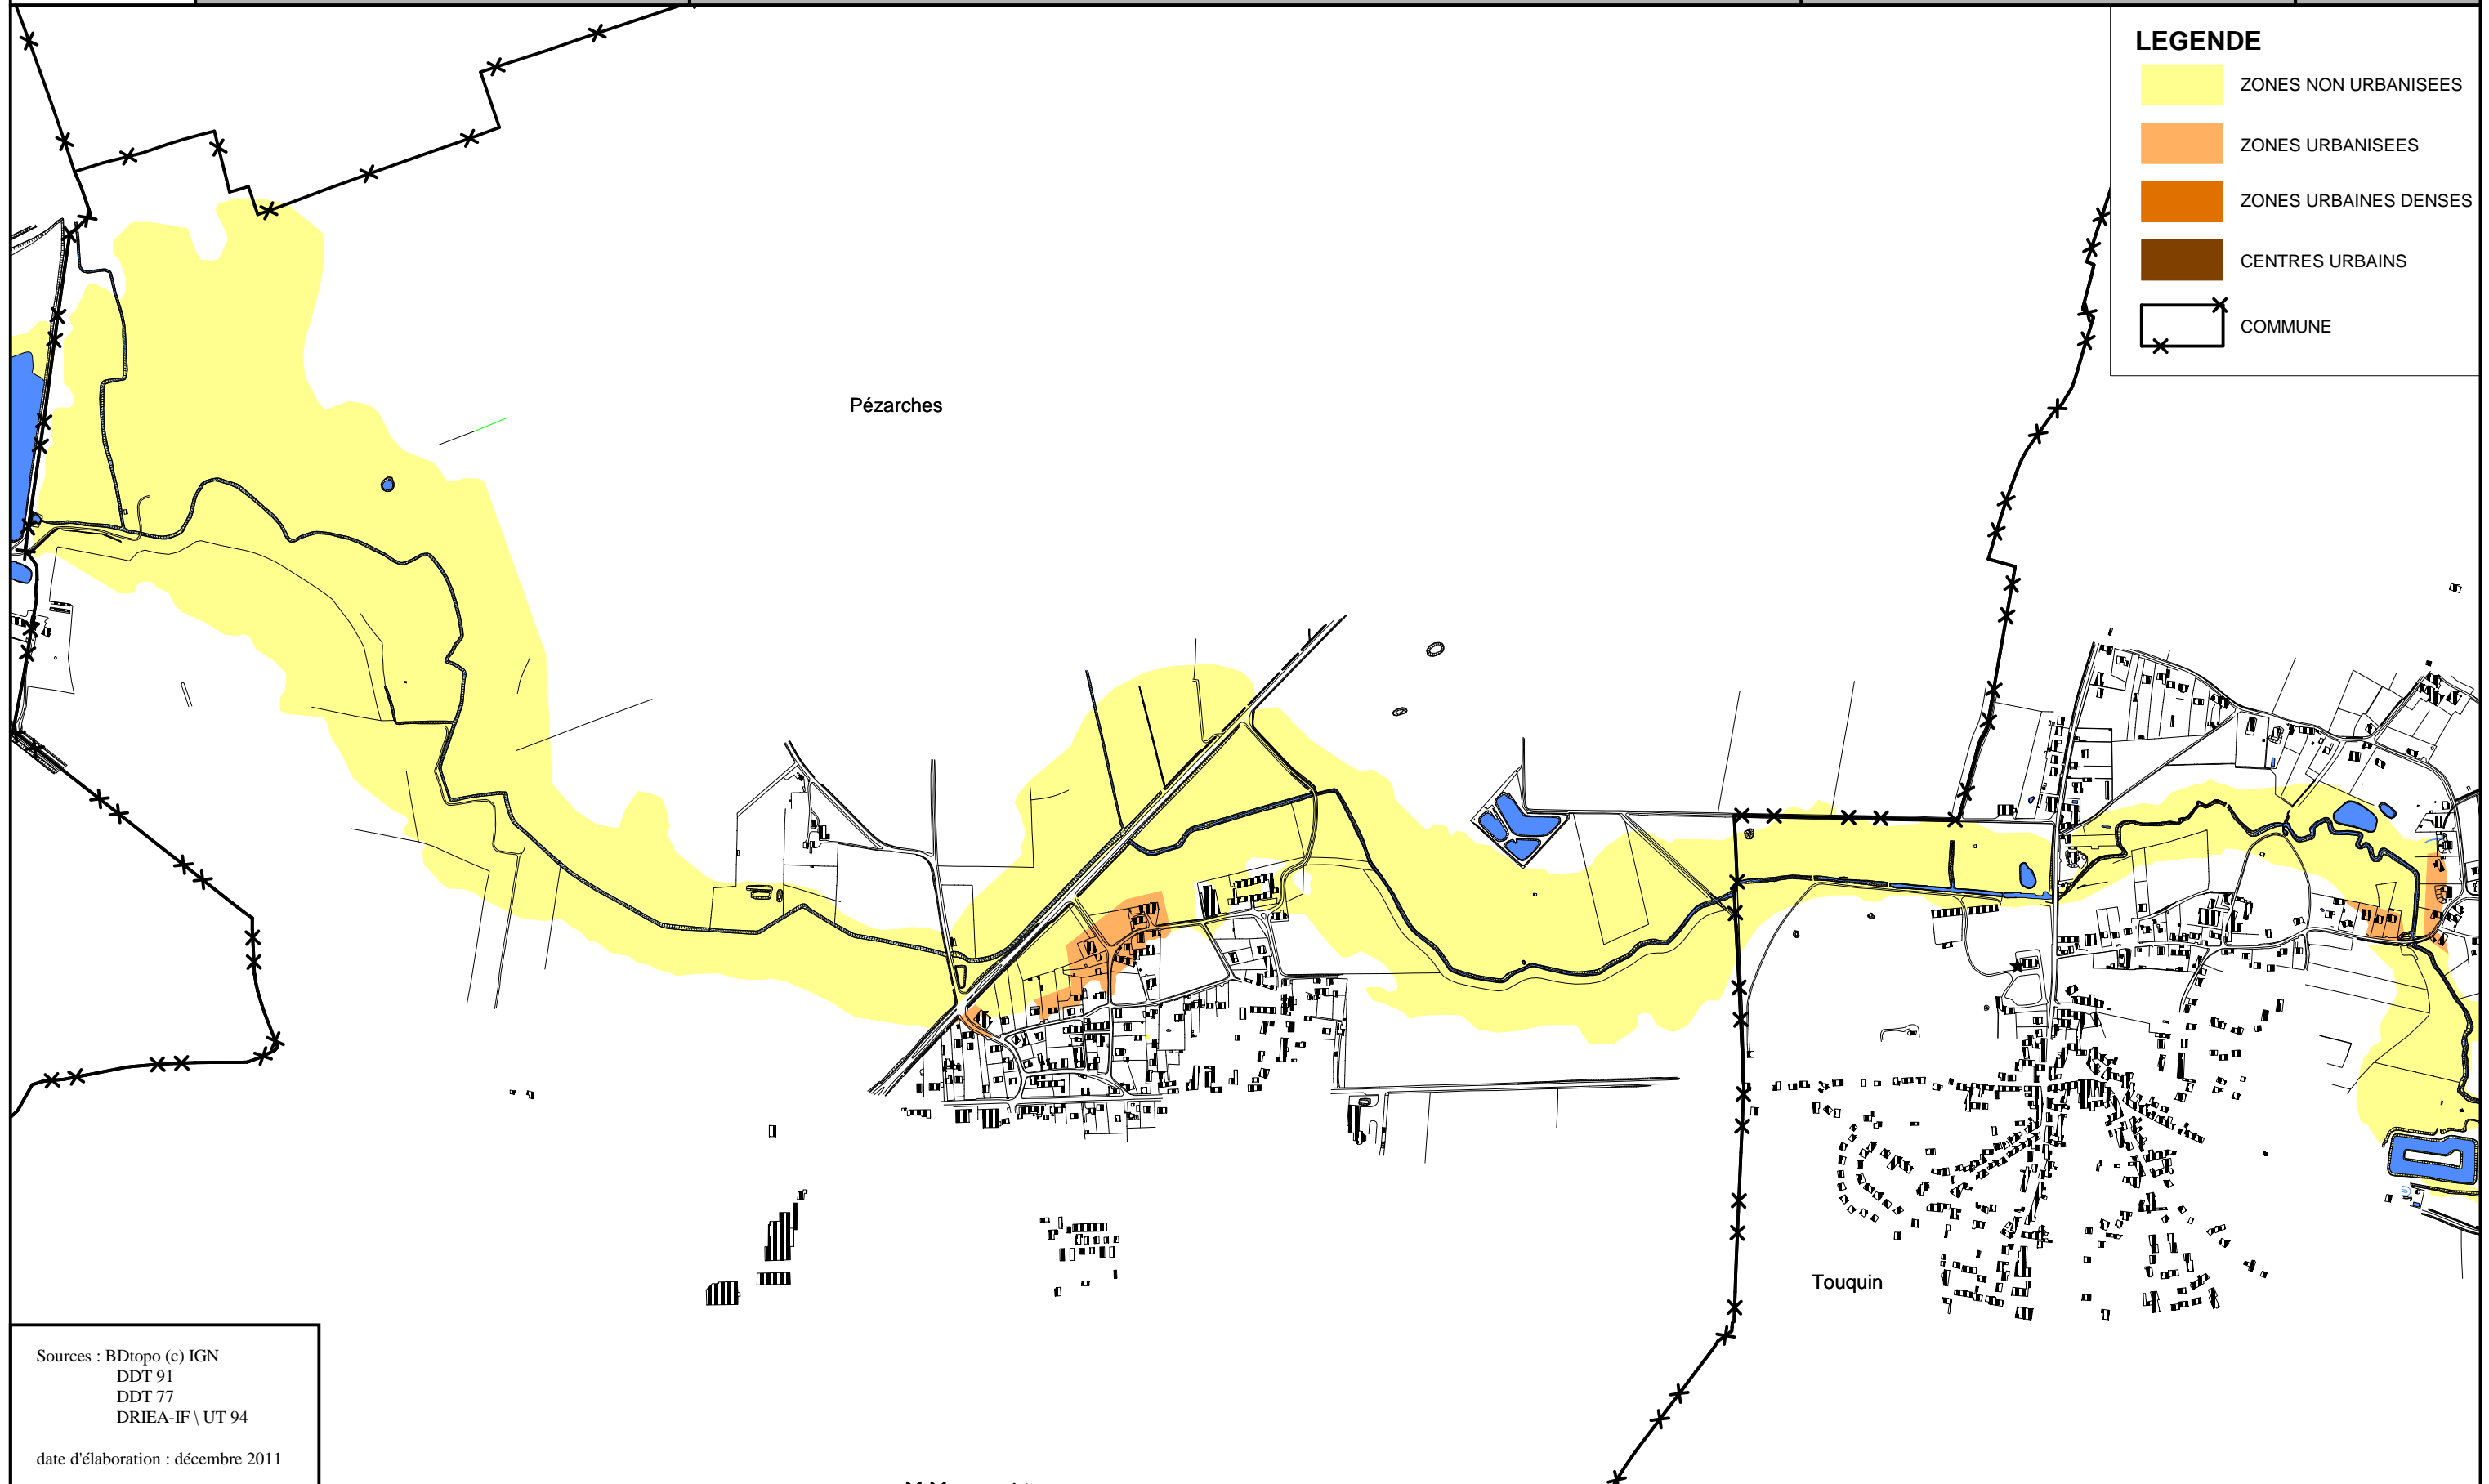 LEGENDE
ZONES NON URBANISEES
ZONES URBANISEES
ZONES URBAINES DENSES
CENTRES URBAINS
COMMUNE
Pézarches
Touquin
Sources : BDtopo (c) IGN
DDT 91
DDT 77
DRIEA-IF \ UT 94
date d'élaboration : décembre 2011